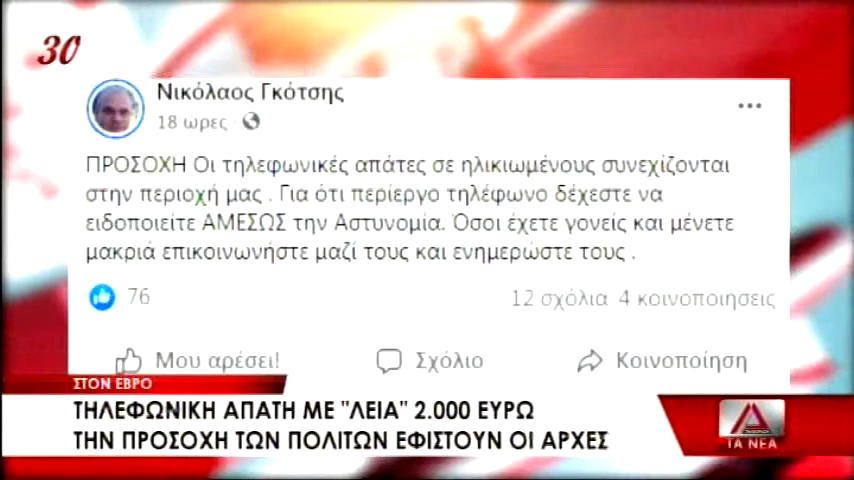 30
Νικόλαος Γκότσης
18 ωρες
ΠΡΟΣΟΧΗ Οι τηλεφωνικές απάτες σε ηλικιωμένους συνεχίζονται
στην περιοχή μας . Για ότι περίεργο τηλέφωνο δέχεστε να
ειδοποιείτε ΑΜΕΣΩΣ την Αστυνομία. Όσοι έχετε γονείς και μένετε
μακριά επικοινωνήστε μαζί τους και ενημερώστε τους .
76
12 σχόλια 4 κοινοποιησεις
Μου αρέσει! Σχόλιο Κοινοποίηση
ΣΤΟΝ ΕΒΡΟ
ΤΗΛΕΦΩΝΙΚΗ ΑΠΑΤΗ ΜΕ "ΛΕΙΑ" 2.000 ΕΥΡΩ
ΤΗΝ ΠΡΟΣΟΧΗ ΤΩΝ ΠΟΛΙΤΩΝ ΕΦΙΣΤΟΥΝ ΟΙ ΑΡΧΕΣ
ΤΑ ΝΕΑ